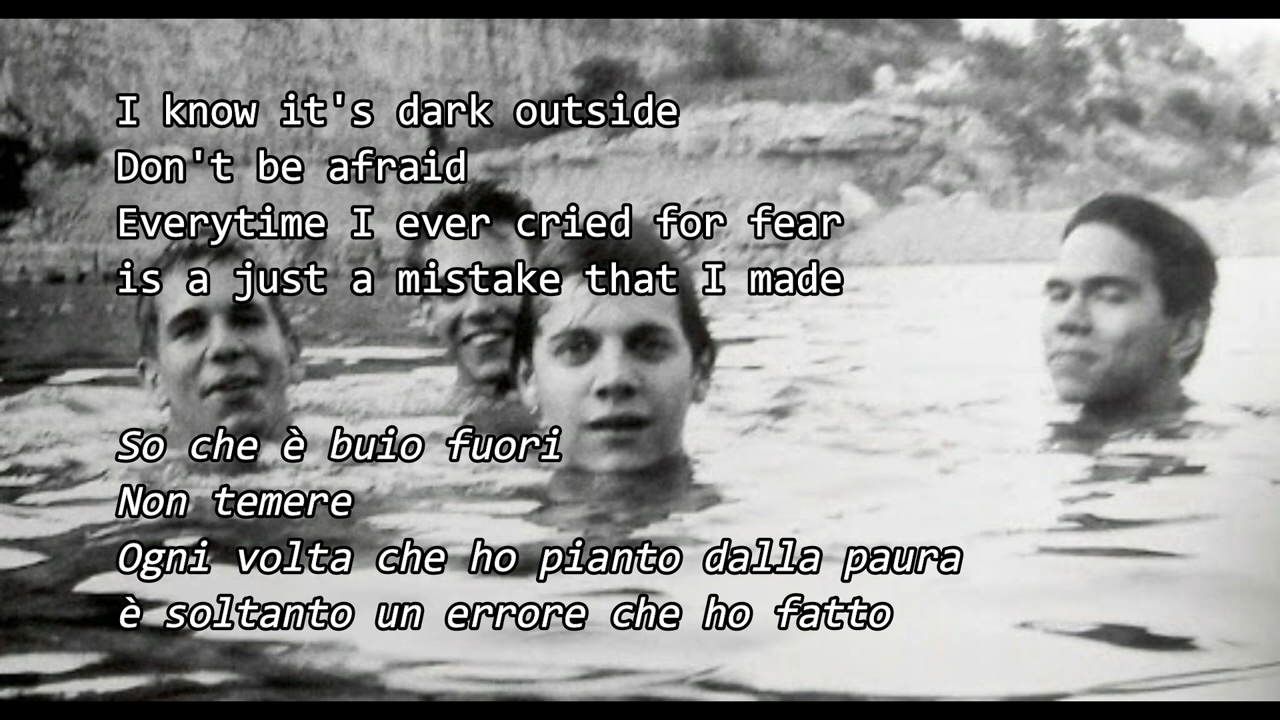 I know it's dark outside
Don't be afraid
Everytime I ever cried for fear
is a just a mistake that I made
So che è buio fuori
Non temere
Ogni volta che ho pianto dalla paura
è soltanto un errore che ho fatto